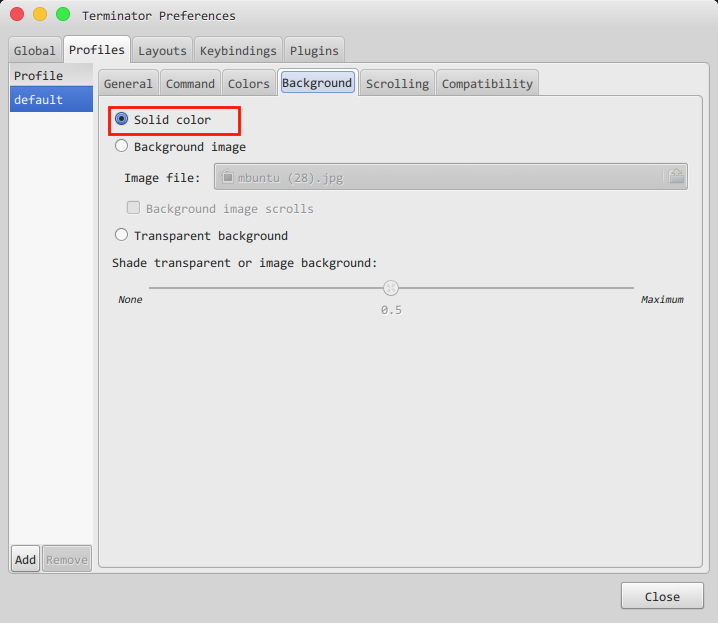 Terminator Preferences
Global Profiles Layouts Keybindings Plugins
Profile
default
General Command Colors Background Scrolling Compatibility
Solid color
Background image
Image file: mbuntu (28).jpg
Background image scrolls
Transparent background
Shade transparent or image background:
None Maximum
0.5
Add Remove
Close